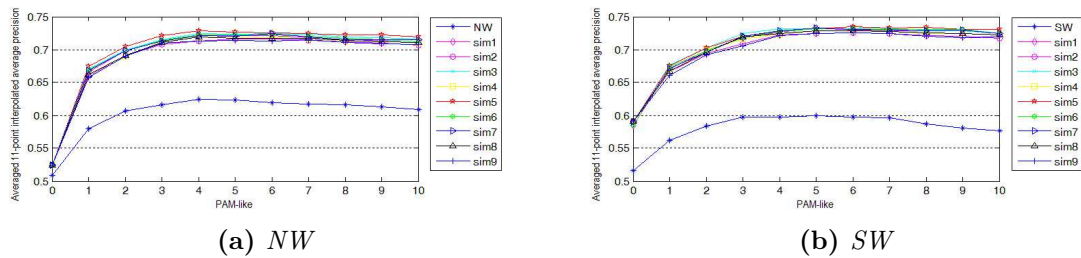 Averaged 11-point interpolated average precision
0.75
0.7
0.65
0.6
0.55
0.5
0 1 2 3 4 5 6 7 8 9 10
PAM-like
NW
sim1
sim2
sim3
sim4
sim5
sim6
sim7
sim8
sim9
(a) NW
Averaged 11-point interpolated average precision
0.75
0.7
0.65
0.6
0.55
0.5
0 1 2 3 4 5 6 7 8 9 10
PAM-like
SW
sim1
sim2
sim3
sim4
sim5
sim6
sim7
sim8
sim9
(b) SW